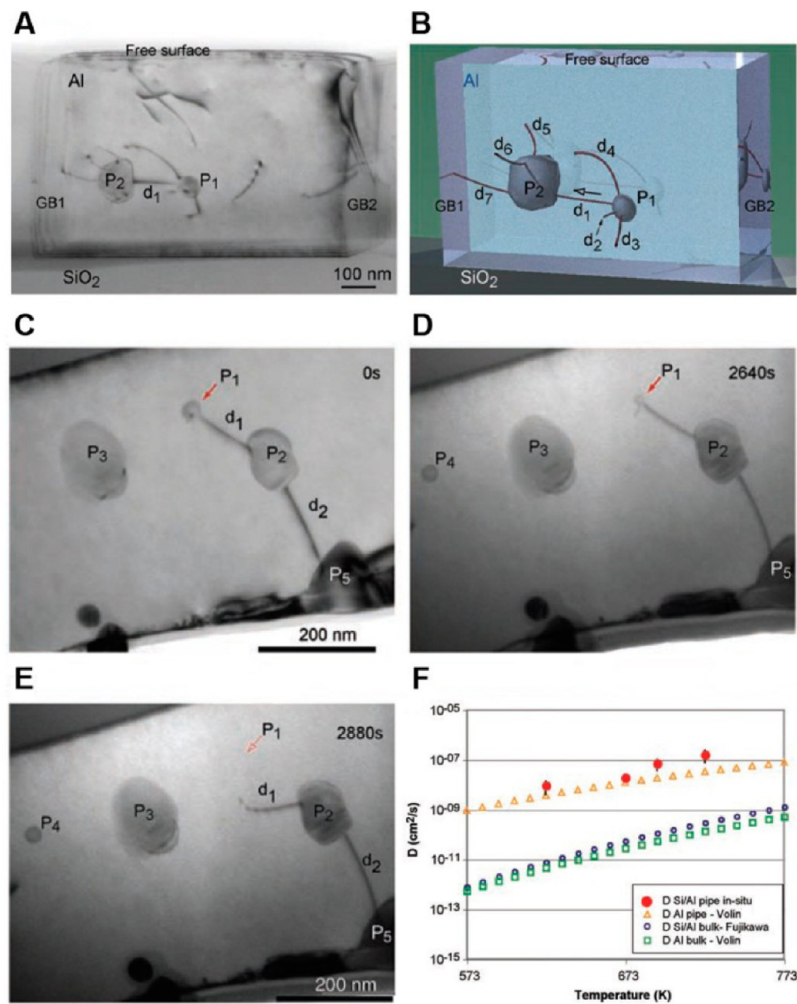 A
Free surface
Al
P2
d1
P1
GB1
GB2
SiO2
100 nm
B
Free surface
Al
d5
d6
d4
P2
P1
GB1
d7
d1
GB2
d2
d3
SiO2
C
0s
P1
d1
P3
P2
d2
P5
200 nm
D
2640s
P1
P4
P3
P2
P5
E
2880s
P1
d1
P4
P3
P2
d2
P5
200 nm
F
10-05
10-07
10-09
10-11
10-13
10-15
D (cm2/s)
D Si/Al pipe in-situ
D Al pipe - Volin
D Si/Al bulk- Fujikawa
D Al bulk - Volin
573
673
773
Temperature (K)